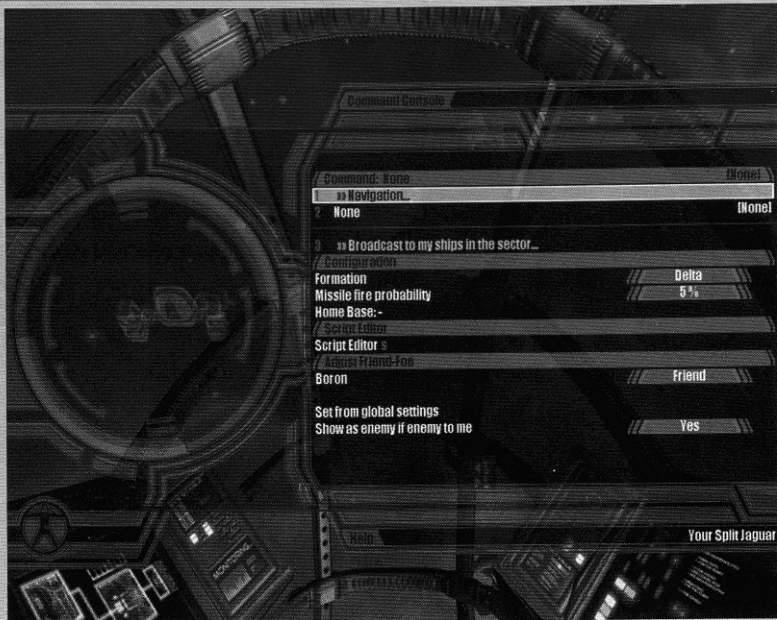 Command Console
Command: None [None]
1 »» Navigation...
2 None [None]
3 »» Broadcast to my ships in the sector...
Configuration
Formation Delta
Missile fire probability 5%
Home Base: -
Script Editor
Script Editor s
Adjust Friend-Foe
Boron Friend
Set from global settings
Show as enemy if enemy to me Yes
Help
Your Split Jaguar
MONITORING